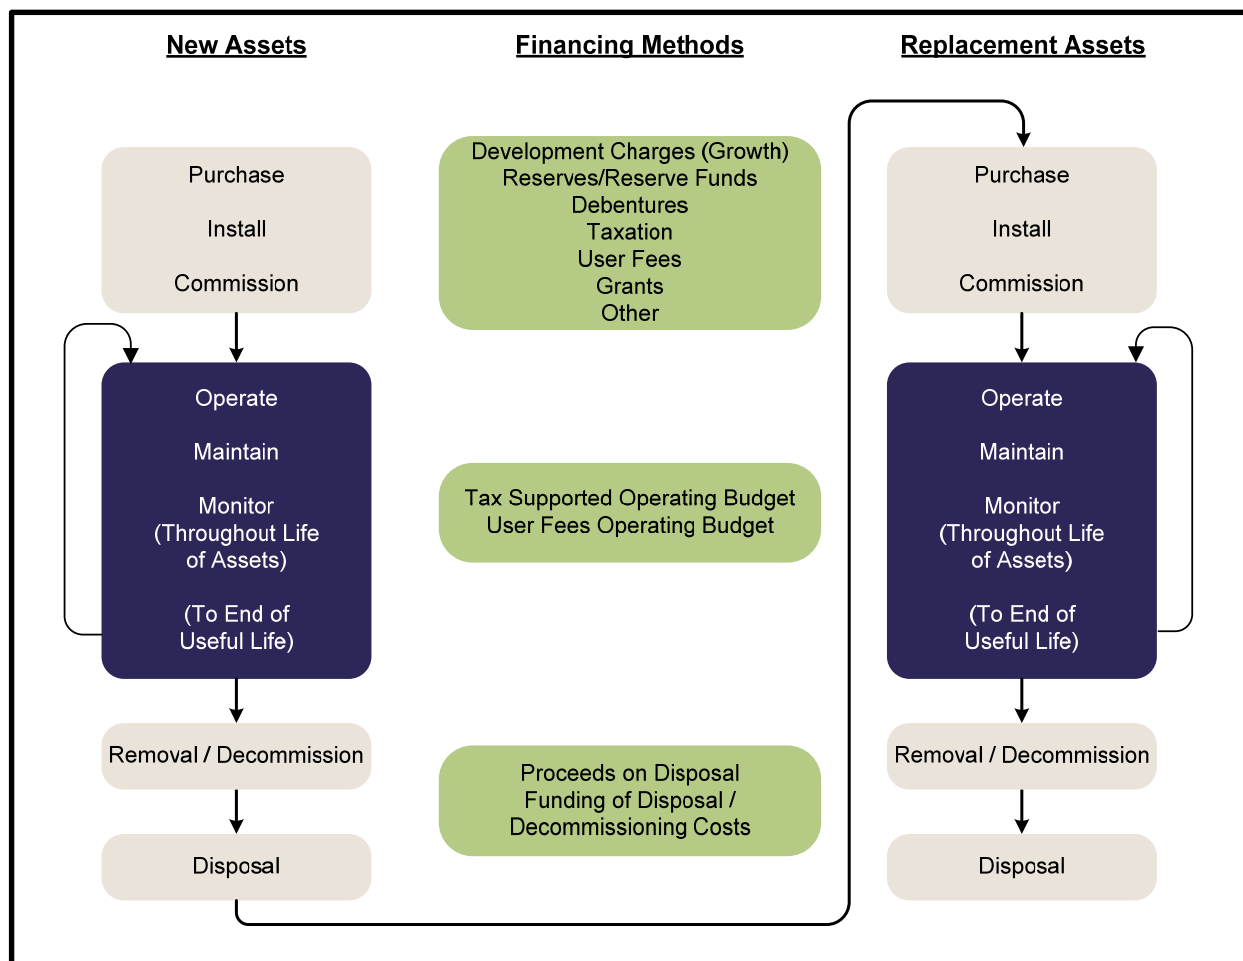 New Assets
Purchase
Install
Commission
Operate
Maintain
Monitor
(Throughout Life
of Assets)
(To End of
Useful Life)
Removal / Decommission
Disposal
Financing Methods
Development Charges (Growth)
Reserves/Reserve Funds
Debentures
Taxation
User Fees
Grants
Other
Tax Supported Operating Budget
User Fees Operating Budget
Proceeds on Disposal
Funding of Disposal /
Decommissioning Costs
Replacement Assets
Purchase
Install
Commission
Operate
Maintain
Monitor
(Throughout Life
of Assets)
(To End of
Useful Life)
Removal / Decommission
Disposal